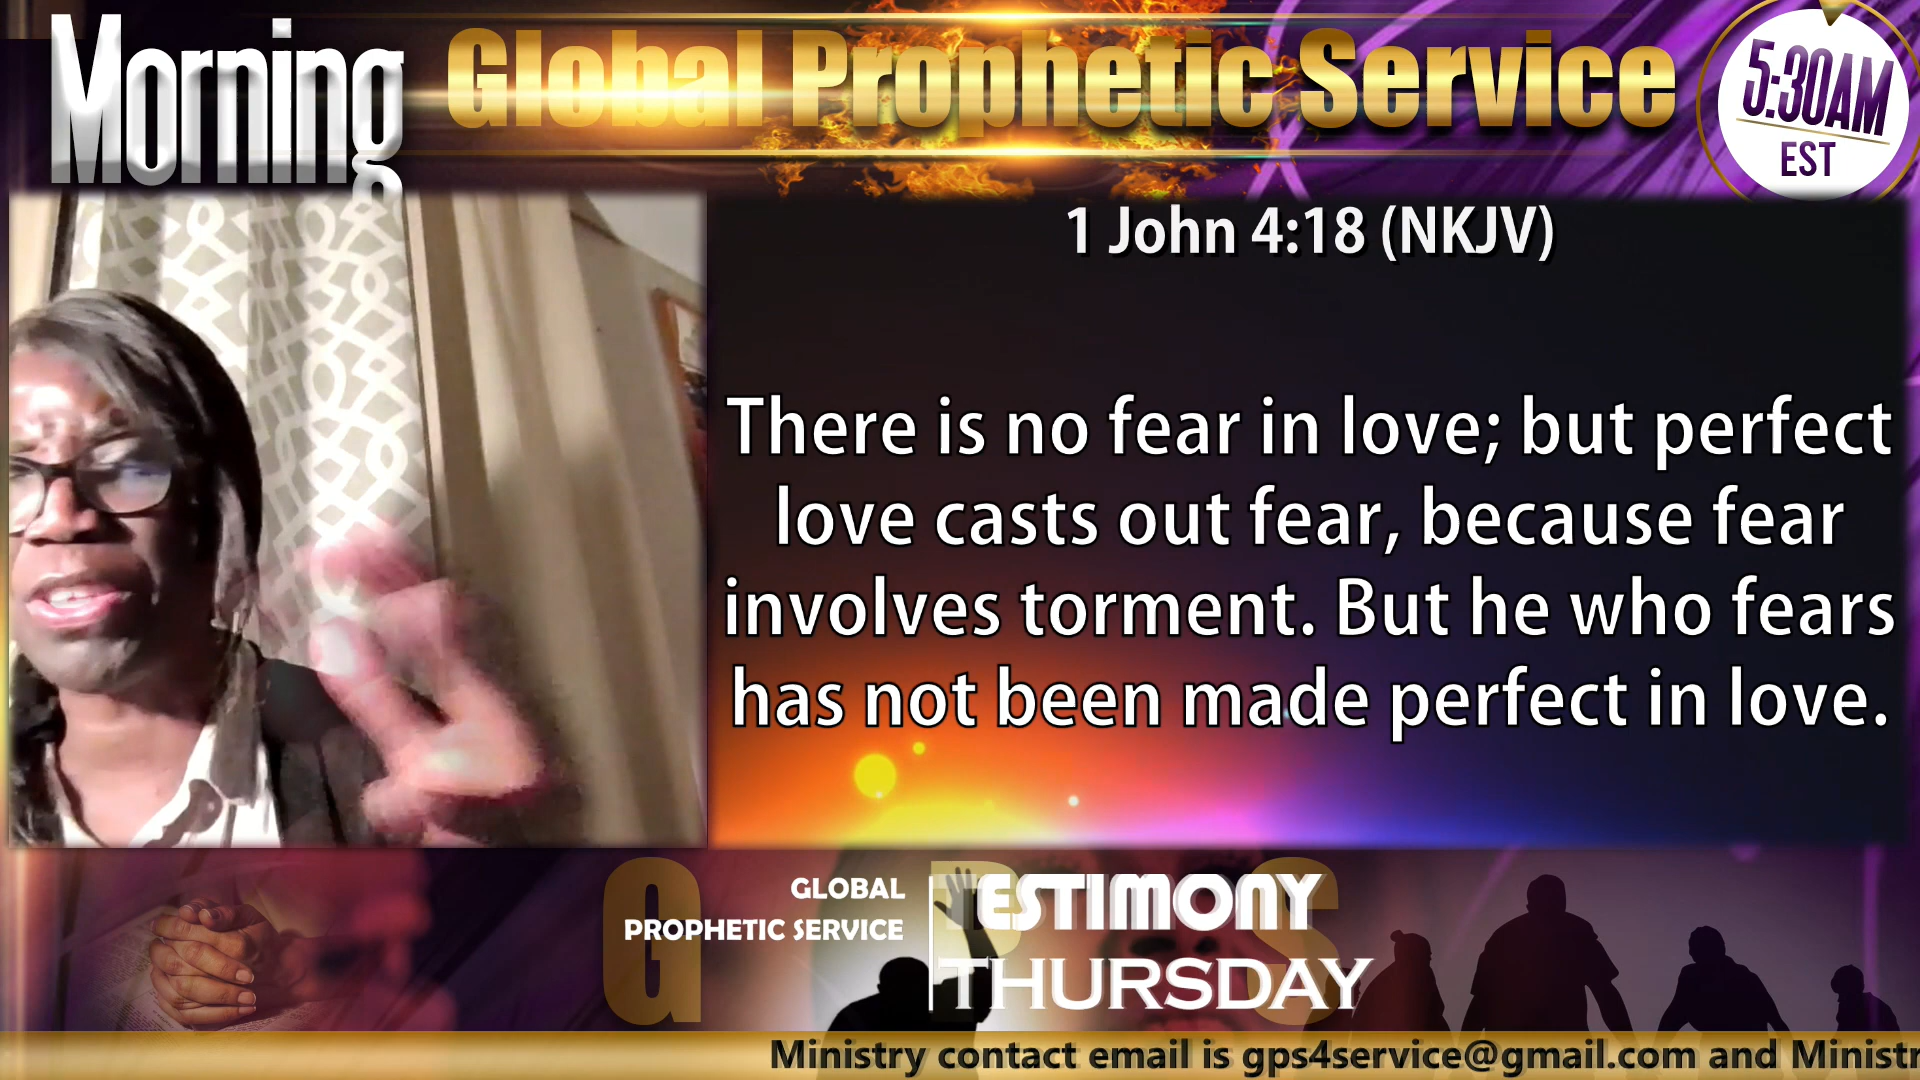 Morning Global Prophetic Service
5:30AM
EST
1 John 4:18 (NKJV)
There is no fear in love; but perfect
love casts out fear, because fear
involves torment. But he who fears
has not been made perfect in love.
G P S
GLOBAL
PROPHETIC SERVICE
TESTIMONY
THURSDAY
Ministry contact email is gps4service@gmail.com and Ministr